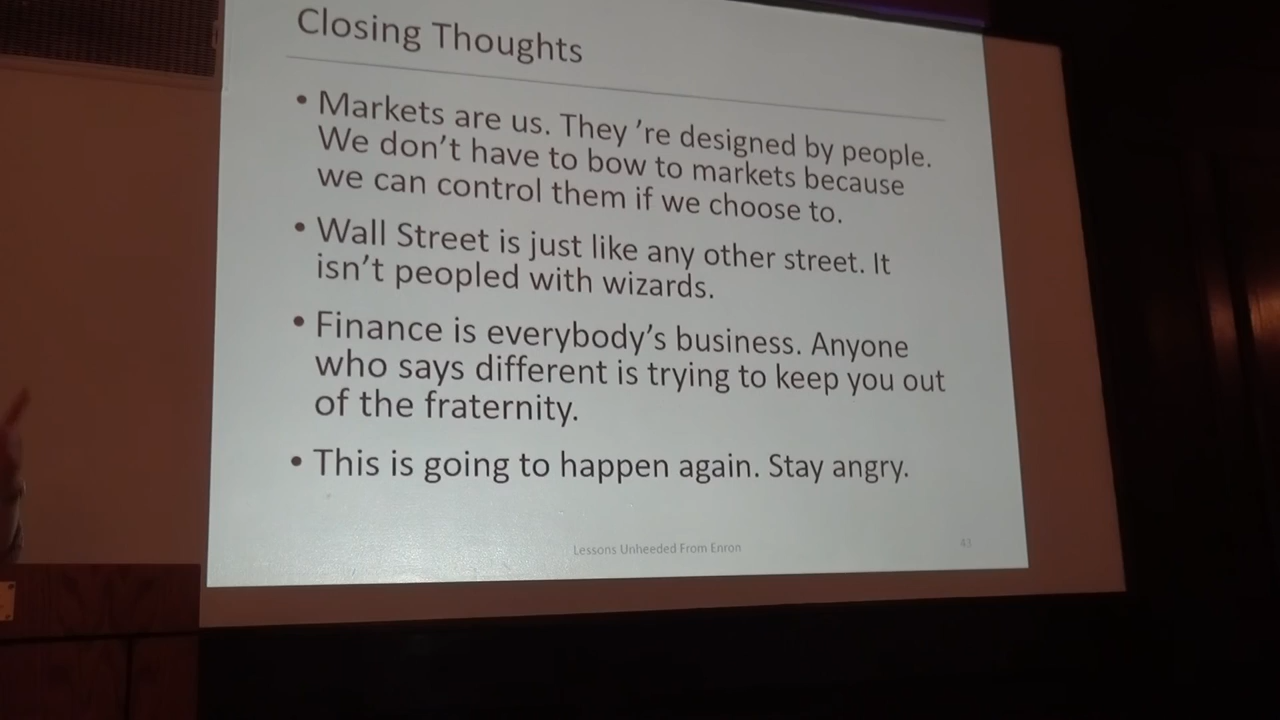 Closing Thoughts
• Markets are us. They ’re designed by people.
We don’t have to bow to markets because
we can control them if we choose to.
• Wall Street is just like any other street. It
isn’t peopled with wizards.
• Finance is everybody’s business. Anyone
who says different is trying to keep you out
of the fraternity.
• This is going to happen again. Stay angry.
Lessons Unheeded From Enron
43